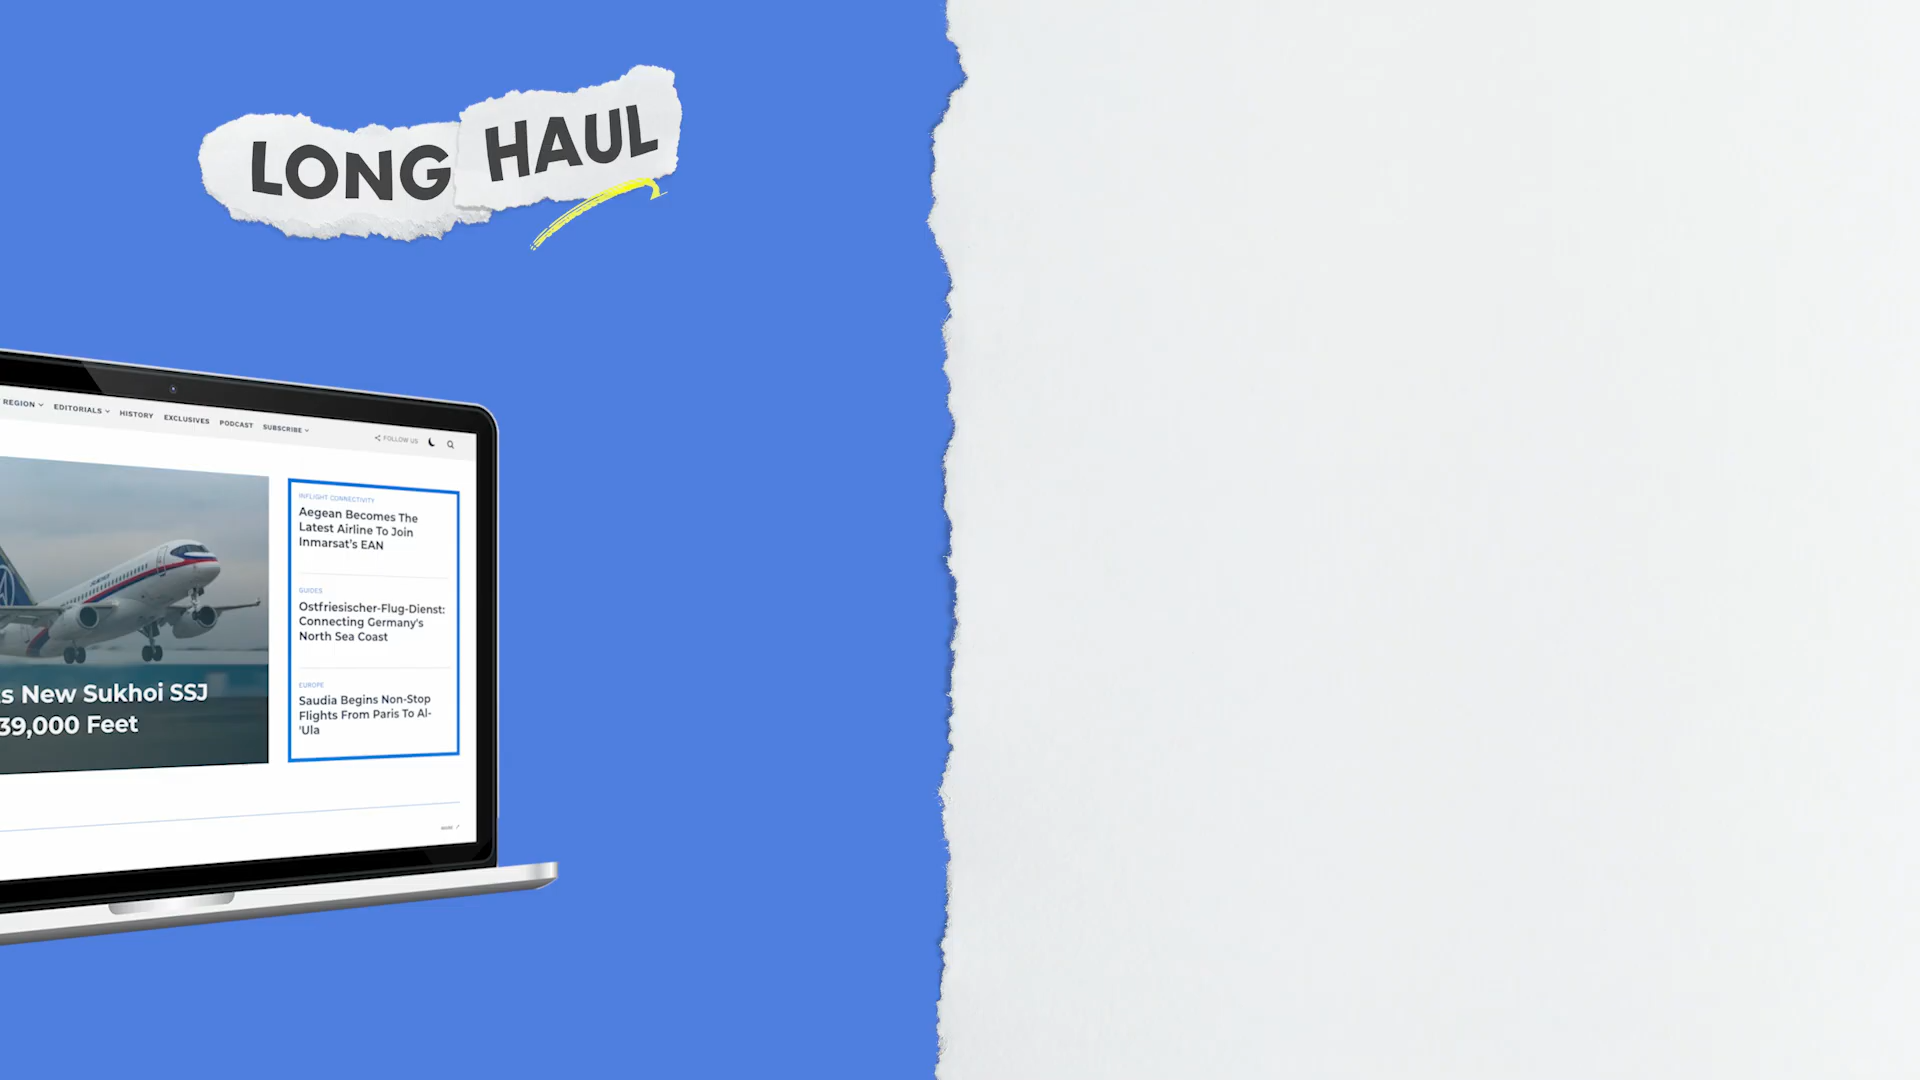 LONG HAUL
REGION EDITORIALS HISTORY EXCLUSIVES PODCAST SUBSCRIBE
FOLLOW US
s New Sukhoi SSJ
39,000 Feet
INFLIGHT CONNECTIVITY
Aegean Becomes The
Latest Airline To Join
Inmarsat's EAN
GUIDES
Ostfriesischer-Flug-Dienst:
Connecting Germany's
North Sea Coast
EUROPE
Saudia Begins Non-Stop
Flights From Paris To Al-
'Ula
MORE